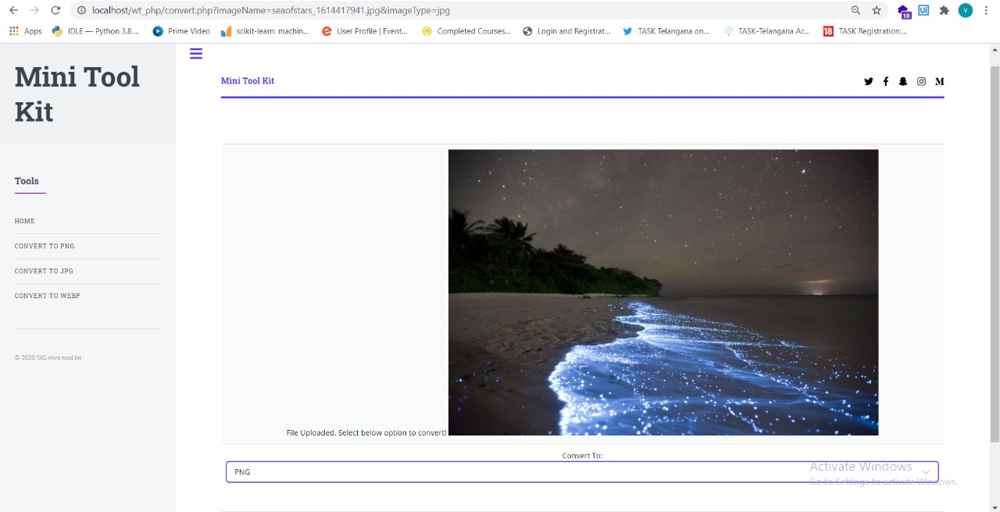 localhost/wt_php/convert.php?imageName=seaofstars_1614417941.jpg&imageType=jpg
10
Ui
V
Apps
IDLE — Python 3.8....
Prime Video
scikit-learn: machin...
User Profile | Event...
Completed Courses...
Login and Registrat...
TASK Telangana on...
TASK-Telangana Ac...
18
TASK Registration:...
Mini Tool
Kit
Tools
HOME
CONVERT TO PNG
CONVERT TO JPG
CONVERT TO WEBP
© 2020 SIG mini tool kit
Mini Tool Kit
File Uploaded, Select below option to convert!
Convert To:
PNG
Activate Windows
Go to Settings to activate Windows.